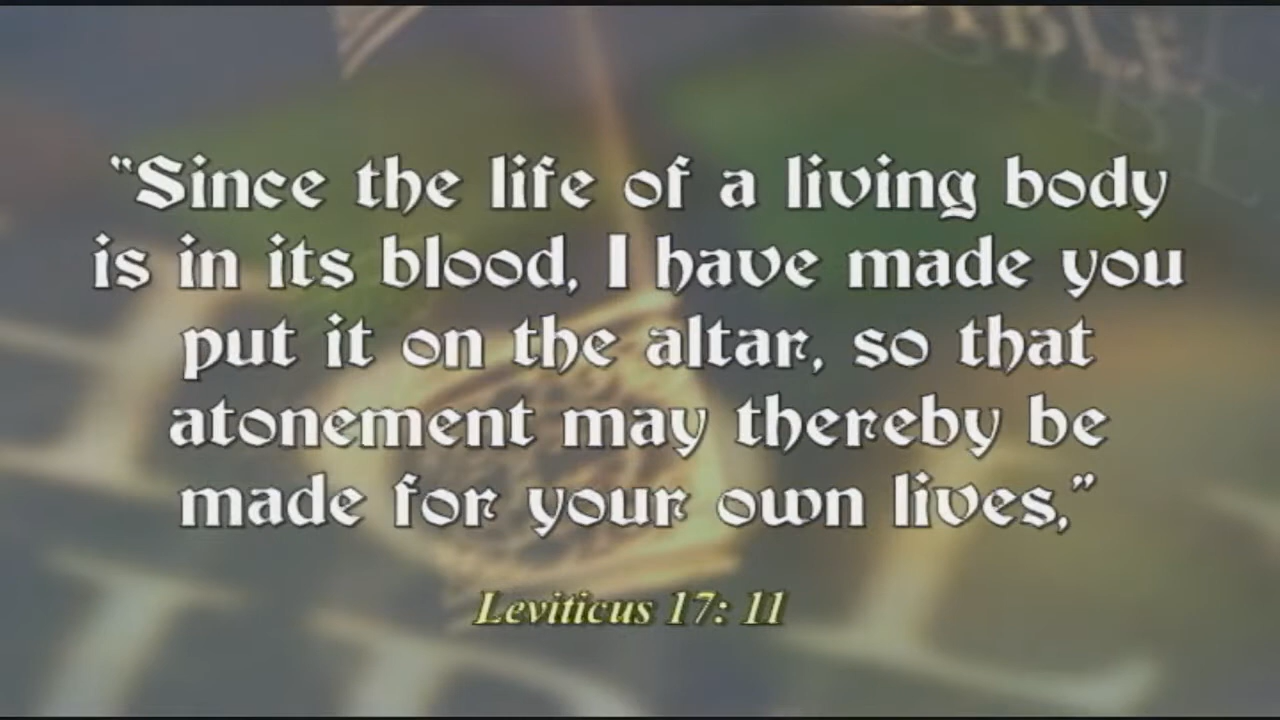 “Since the life of a living body
is in its blood, I have made you
put it on the altar, so that
atonement may thereby be
made for your own lives,”
Leviticus 17: 11